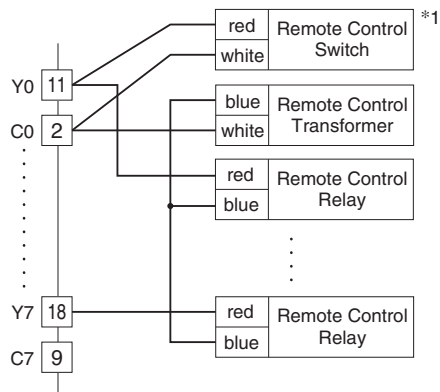 red
white
Remote Control
Switch
*1
Y0
11
C0
2
blue
white
Remote Control
Transformer
red
blue
Remote Control
Relay
Y7
18
C7
9
red
blue
Remote Control
Relay